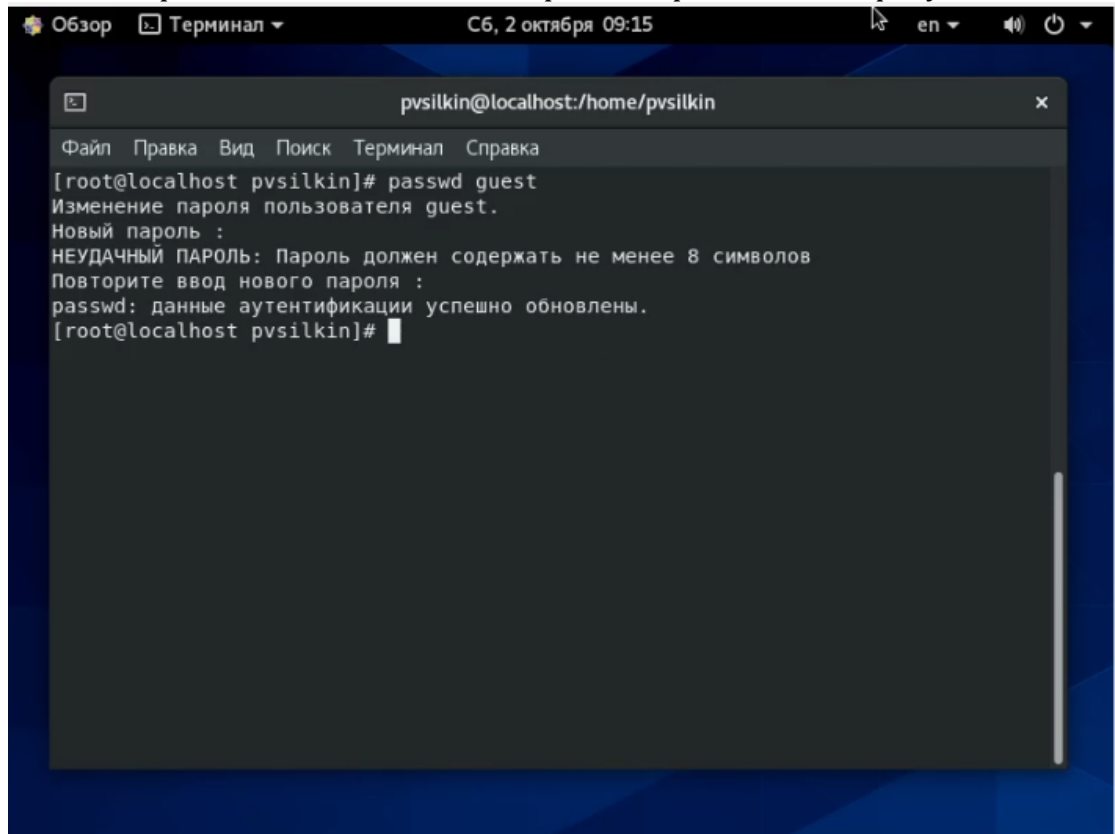 Обзор Терминал Сб, 2 октября 09:15 en
pvsilkin@localhost:/home/pvsilkin
Файл Правка Вид Поиск Терминал Справка
[root@localhost pvsilkin]# passwd guest
Изменение пароля пользователя guest.
Новый пароль :
НЕУДАЧНЫЙ ПАРОЛЬ: Пароль должен содержать не менее 8 символов
Повторите ввод нового пароля :
passwd: данные аутентификации успешно обновлены.
[root@localhost pvsilkin]#